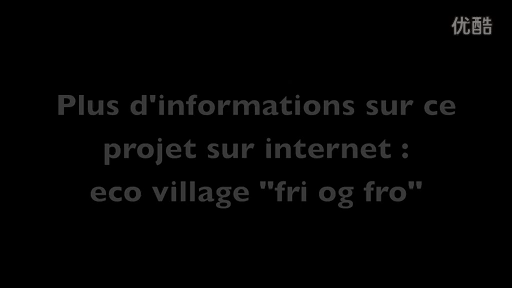 优酷
Plus d'informations sur ce
projet sur internet :
eco village "fri og fro"